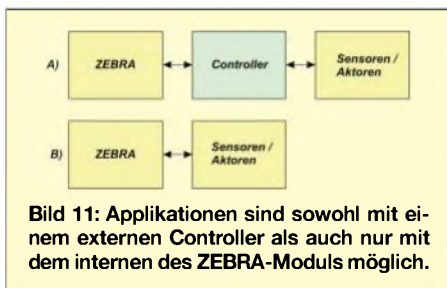 A) ZEBRA Controller Sensoren / Aktoren
B) ZEBRA Sensoren / Aktoren
Bild 11: Applikationen sind sowohl mit ei-
nem externen Controller als auch nur mit
dem internen des ZEBRA-Moduls möglich.